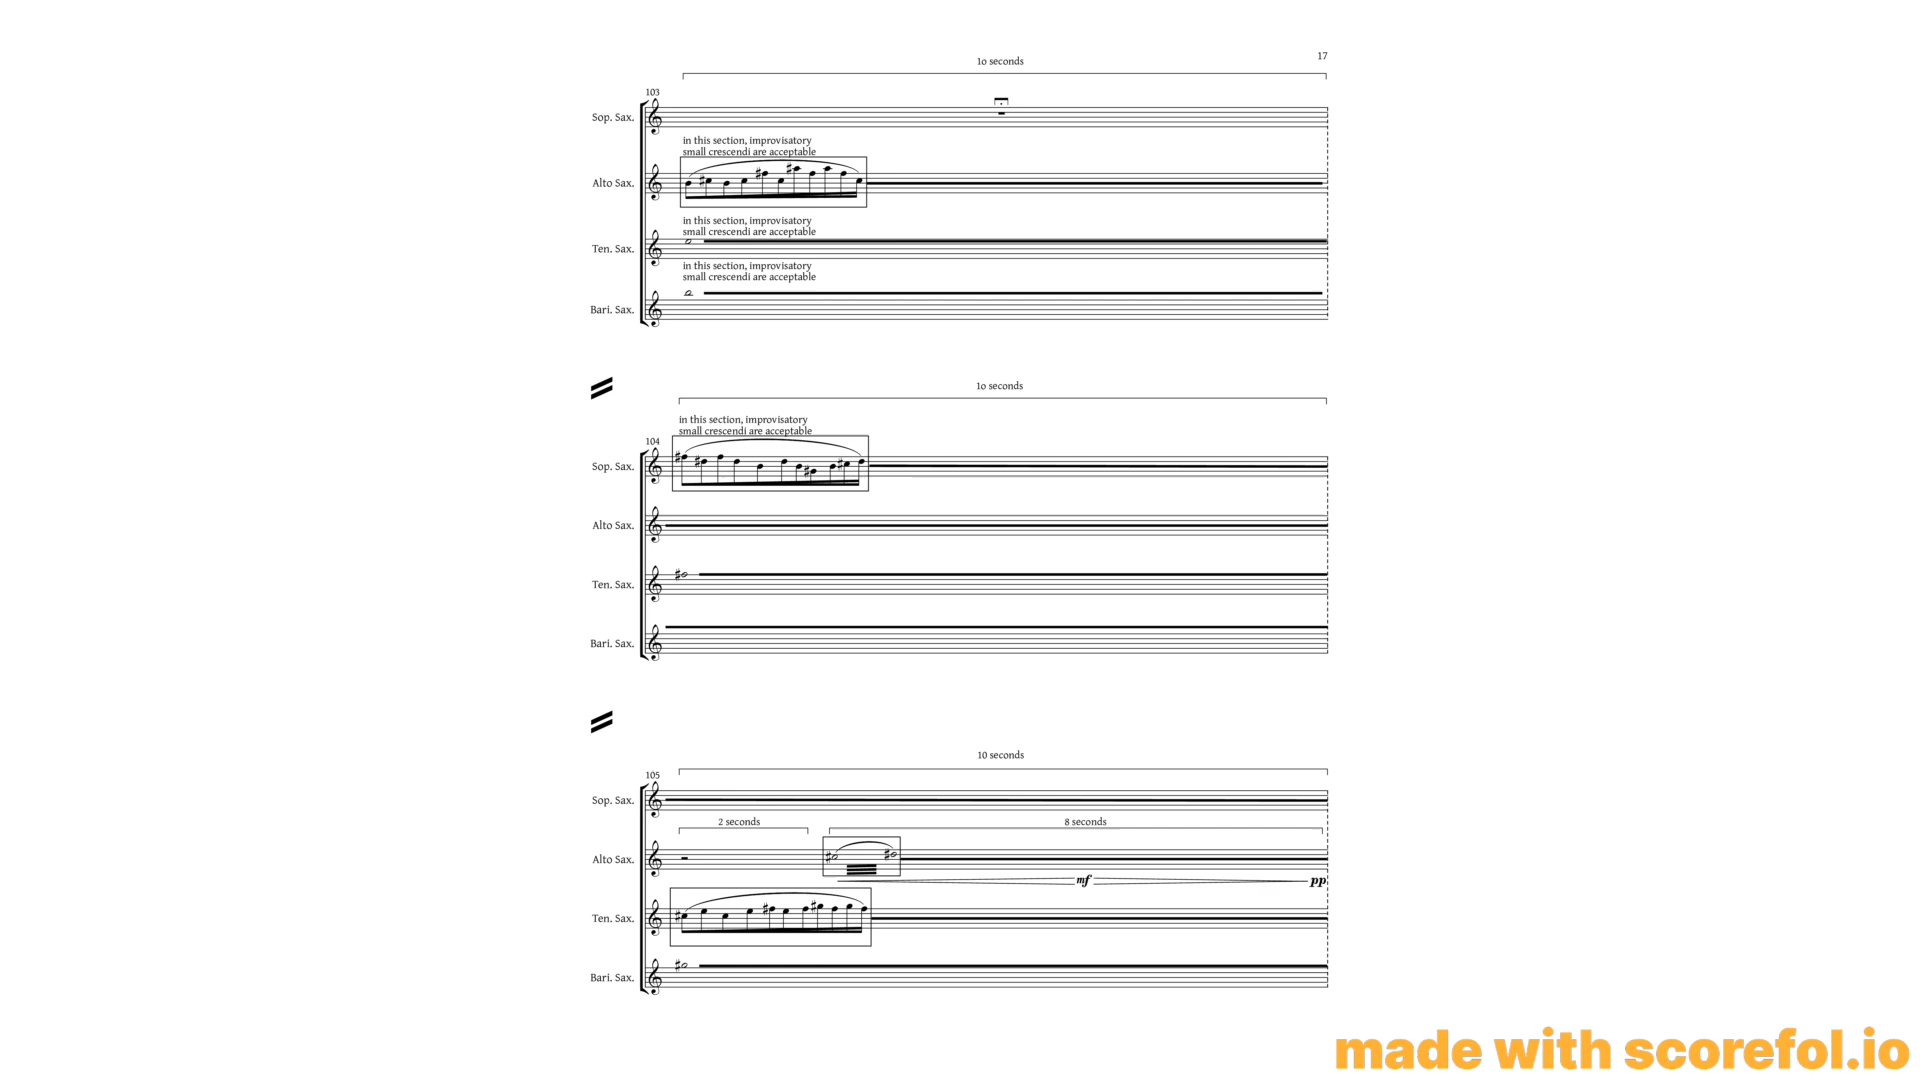 17
1o seconds
103
Sop. Sax.
in this section, improvisatory
small crescendi are acceptable
Alto Sax.
in this section, improvisatory
small crescendi are acceptable
Ten. Sax.
in this section, improvisatory
small crescendi are acceptable
Bari. Sax.
1o seconds
in this section, improvisatory
small crescendi are acceptable
104
Sop. Sax.
Alto Sax.
Ten. Sax.
Bari. Sax.
10 seconds
105
Sop. Sax.
2 seconds 8 seconds
Alto Sax.
mf pp
Ten. Sax.
Bari. Sax.
made with scorefol.io